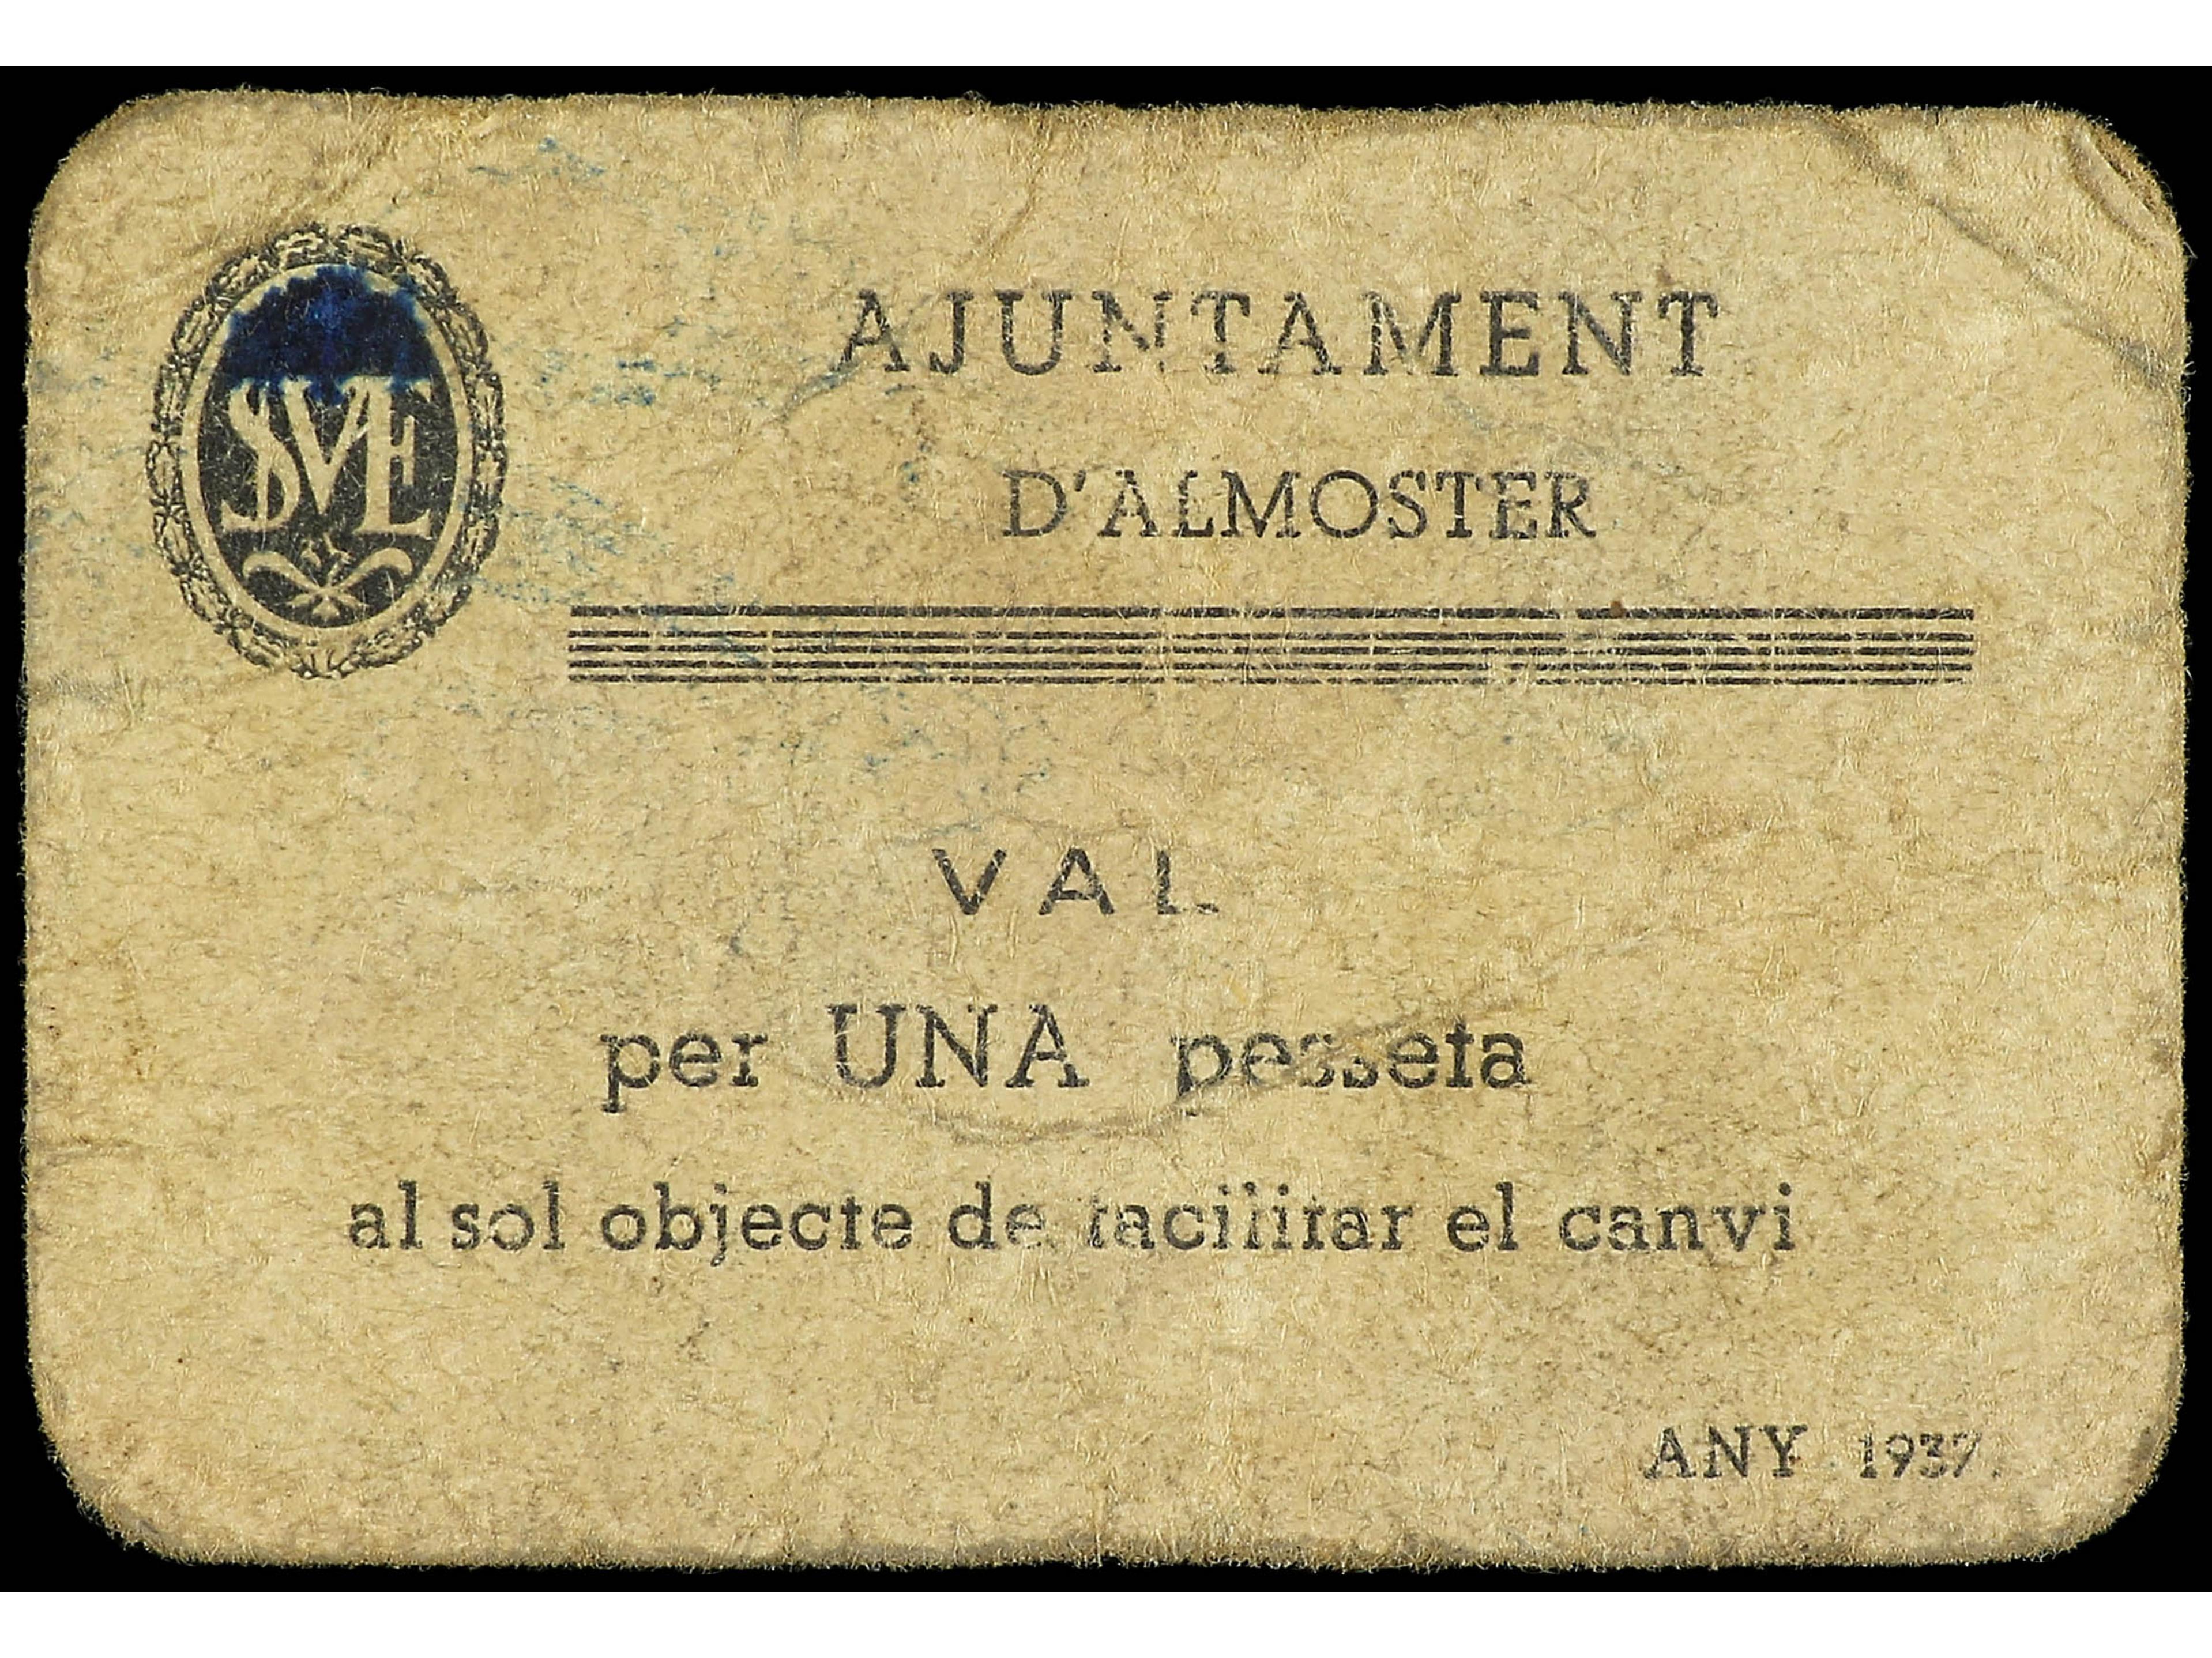 SVE
AJUNTAMENT
D'ALMOSTER
VAL
per UNA pesseta
al sol objecte de facilitar el canvi
ANY 1937.